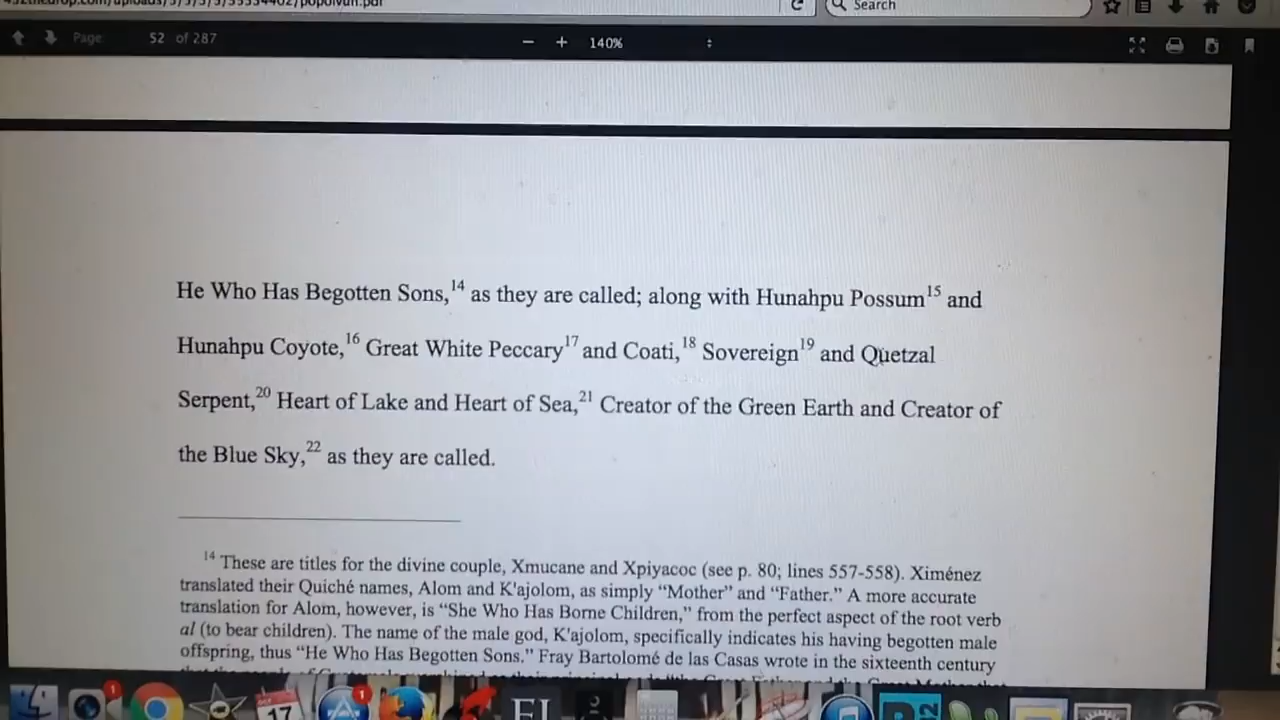 popolvuh.pdf
Search
Page: 52 of 287
− + 140%
He Who Has Begotten Sons,14 as they are called; along with Hunahpu Possum15 and
Hunahpu Coyote,16 Great White Peccary17 and Coati,18 Sovereign19 and Quetzal
Serpent,20 Heart of Lake and Heart of Sea,21 Creator of the Green Earth and Creator of
the Blue Sky,22 as they are called.
14 These are titles for the divine couple, Xmucane and Xpiyacoc (see p. 80; lines 557-558). Ximénez
translated their Quiché names, Alom and K'ajolom, as simply “Mother” and “Father.” A more accurate
translation for Alom, however, is “She Who Has Borne Children,” from the perfect aspect of the root verb
al (to bear children). The name of the male god, K'ajolom, specifically indicates his having begotten male
offspring, thus “He Who Has Begotten Sons.” Fray Bartolomé de las Casas wrote in the sixteenth century
1
17
1